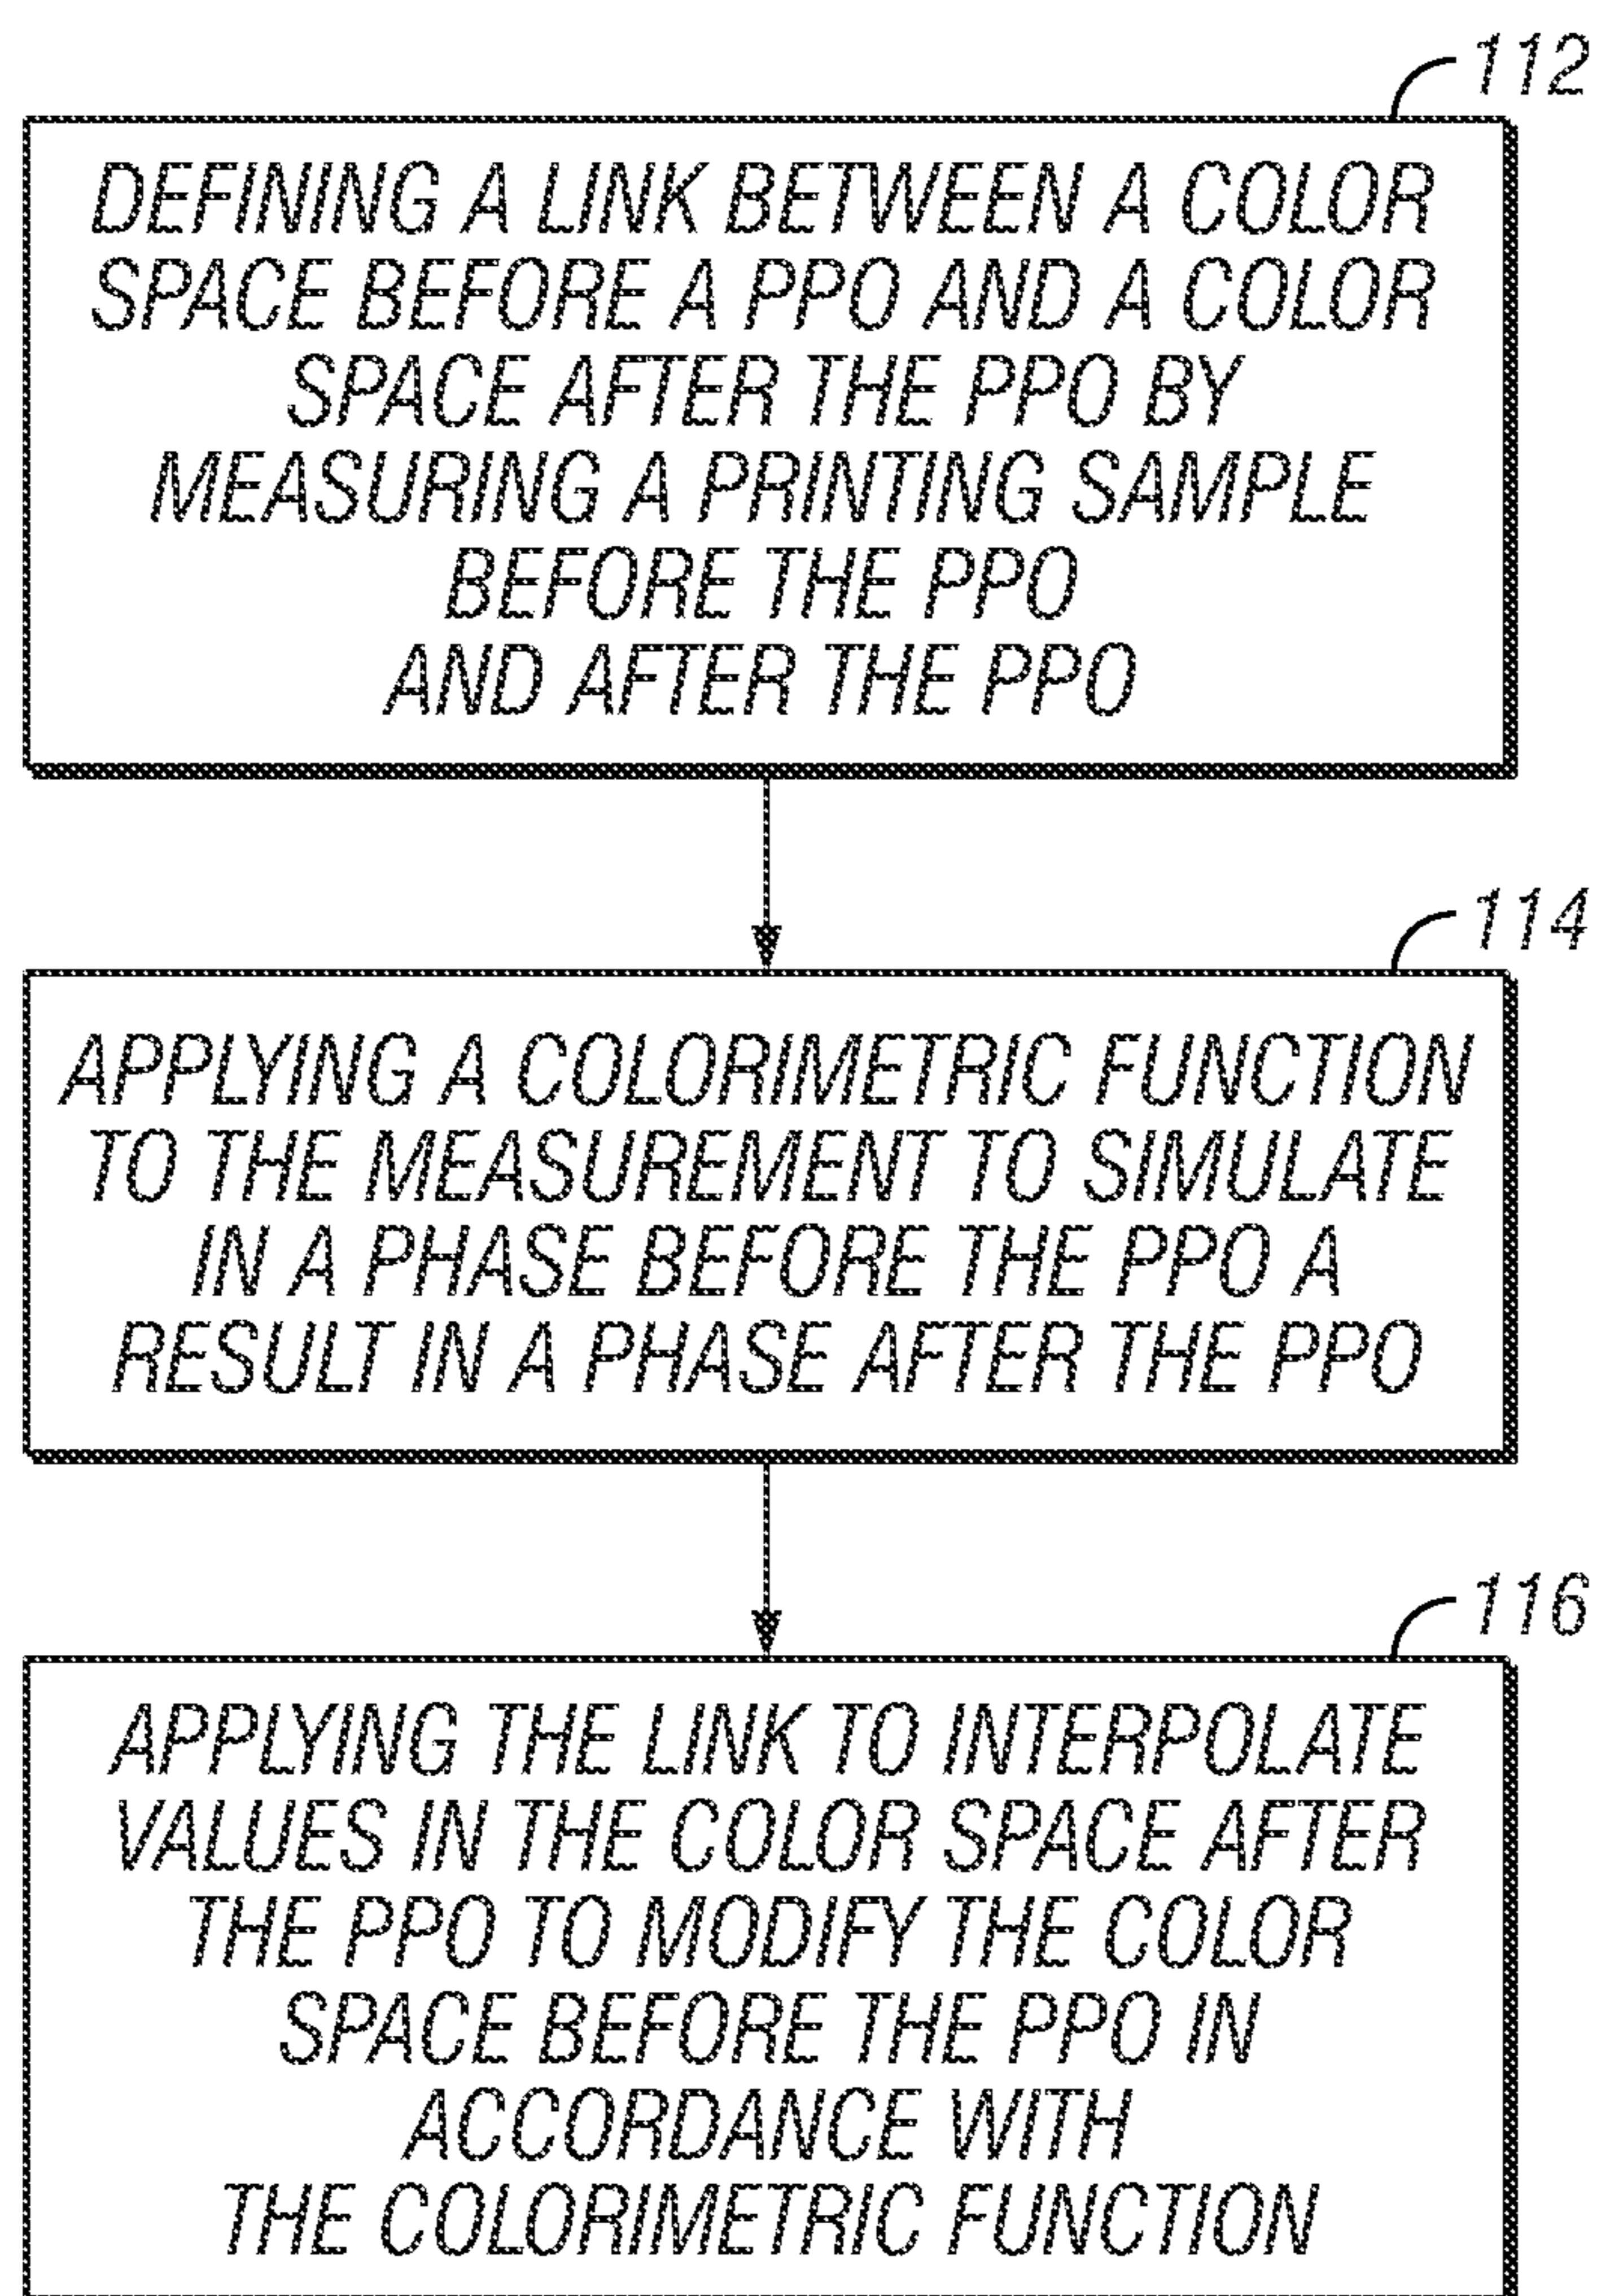 112
DEFINING A LINK BETWEEN A COLOR
SPACE BEFORE A PPO AND A COLOR
SPACE AFTER THE PPO BY
MEASURING A PRINTING SAMPLE
BEFORE THE PPO
AND AFTER THE PPO
114
APPLYING A COLORIMETRIC FUNCTION
TO THE MEASUREMENT TO SIMULATE
IN A PHASE BEFORE THE PPO A
RESULT IN A PHASE AFTER THE PPO
116
APPLYING THE LINK TO INTERPOLATE
VALUES IN THE COLOR SPACE AFTER
THE PPO TO MODIFY THE COLOR
SPACE BEFORE THE PPO IN
ACCORDANCE WITH
THE COLORIMETRIC FUNCTION